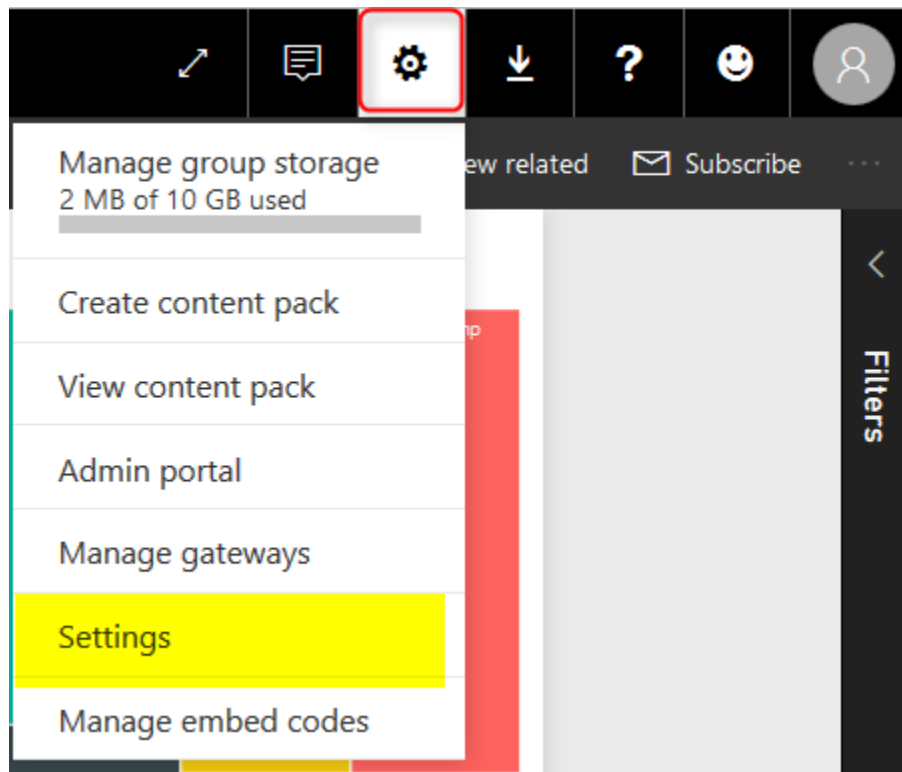 Manage group storage
2 MB of 10 GB used
ew related
Subscribe
Create content pack
View content pack
Admin portal
Manage gateways
Settings
Manage embed codes
Filters